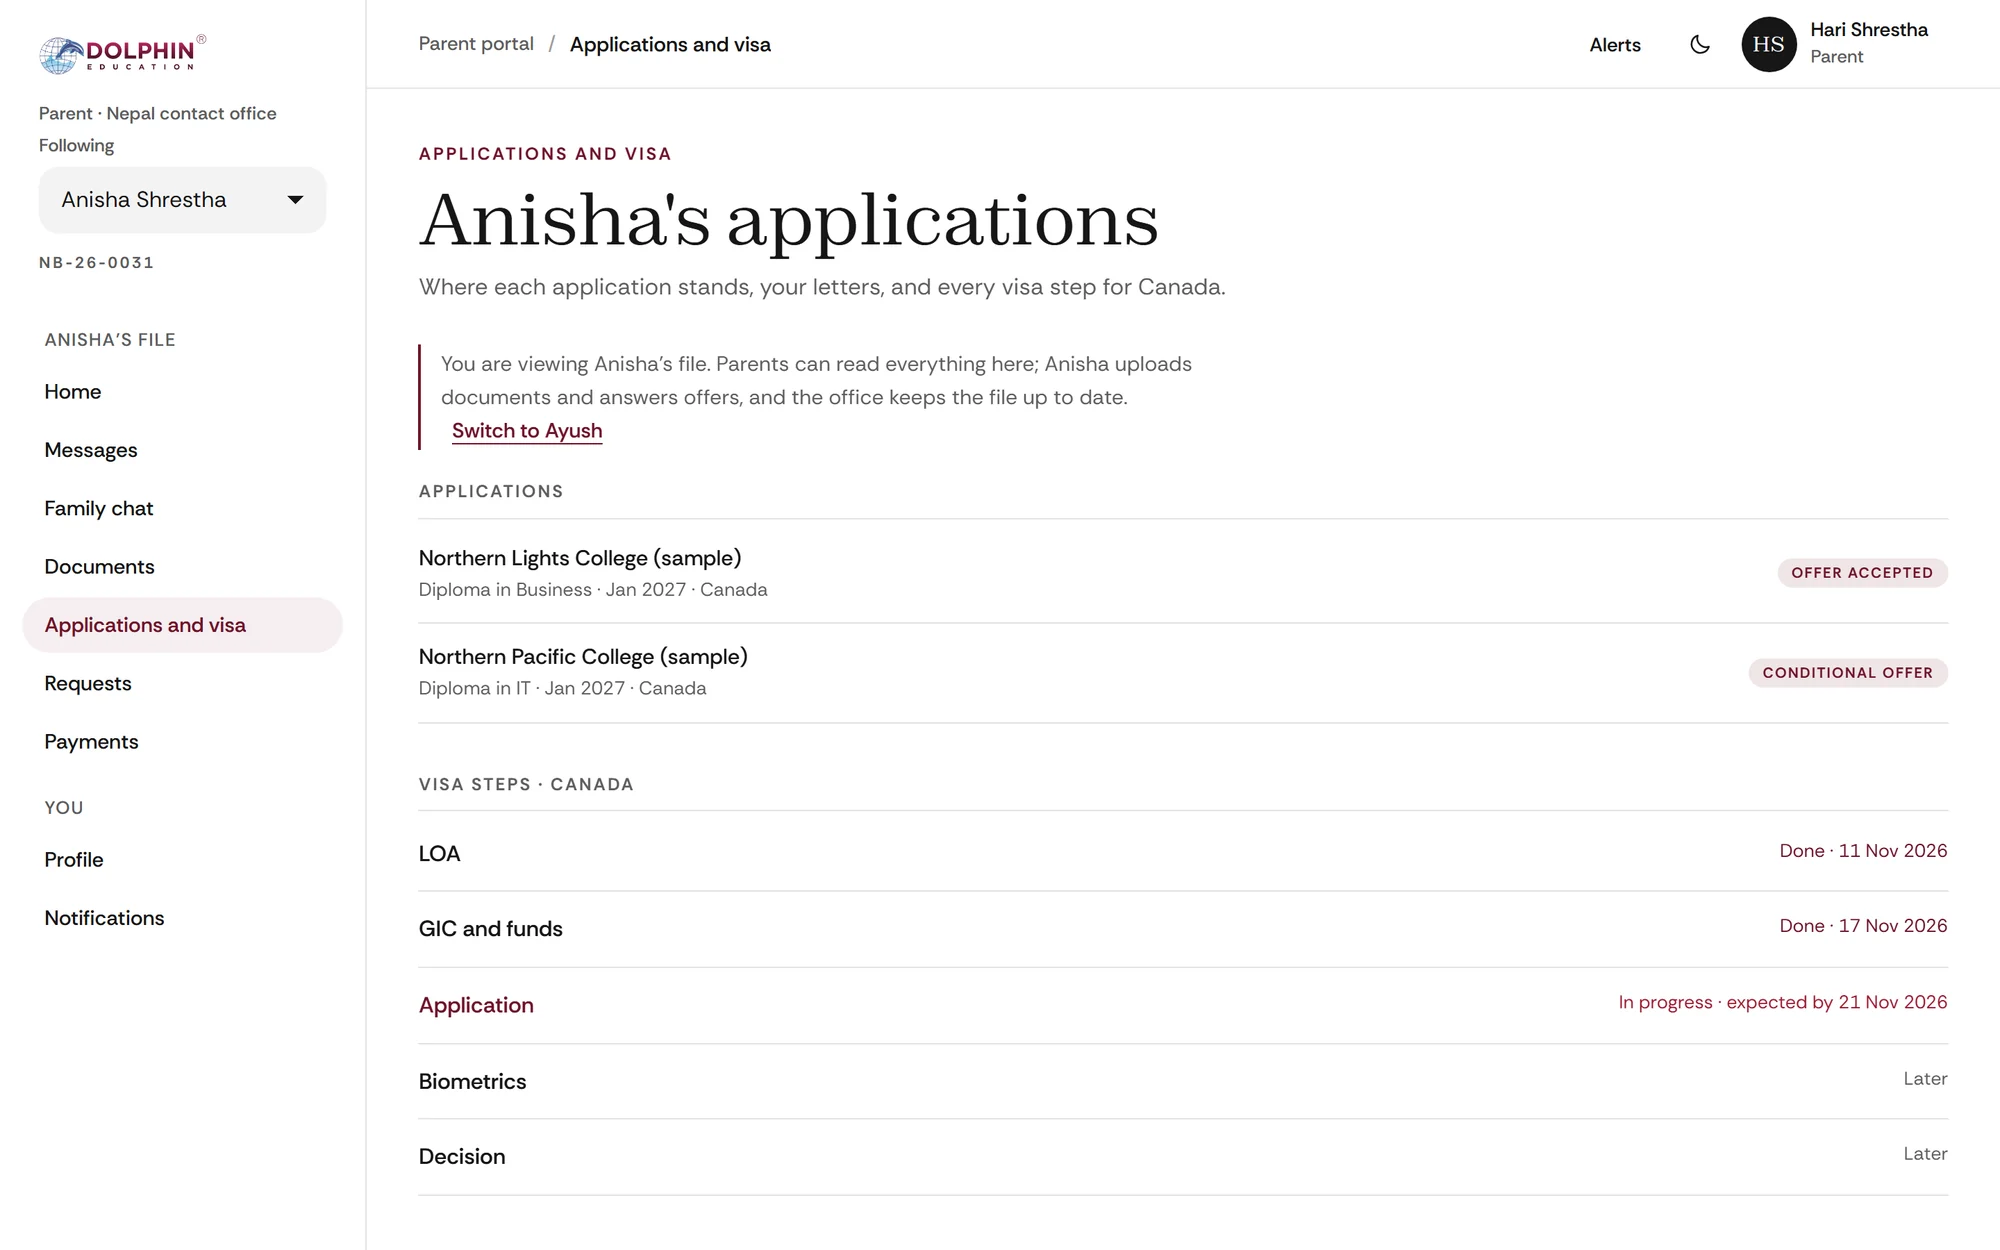 DOLPHIN®
EDUCATION
Parent · Nepal contact office
Following
Anisha Shrestha
NB-26-0031
ANISHA’S FILE
Home
Messages
Family chat
Documents
Applications and visa
Requests
Payments
YOU
Profile
Notifications
Parent portal / Applications and visa
Alerts
HS
Hari Shrestha
Parent
APPLICATIONS AND VISA
Anisha's applications
Where each application stands, your letters, and every visa step for Canada.
You are viewing Anisha’s file. Parents can read everything here; Anisha uploads
documents and answers offers, and the office keeps the file up to date.
Switch to Ayush
APPLICATIONS
Northern Lights College (sample)
Diploma in Business · Jan 2027 · Canada
OFFER ACCEPTED
Northern Pacific College (sample)
Diploma in IT · Jan 2027 · Canada
CONDITIONAL OFFER
VISA STEPS · CANADA
LOA
Done · 11 Nov 2026
GIC and funds
Done · 17 Nov 2026
Application
In progress · expected by 21 Nov 2026
Biometrics
Later
Decision
Later